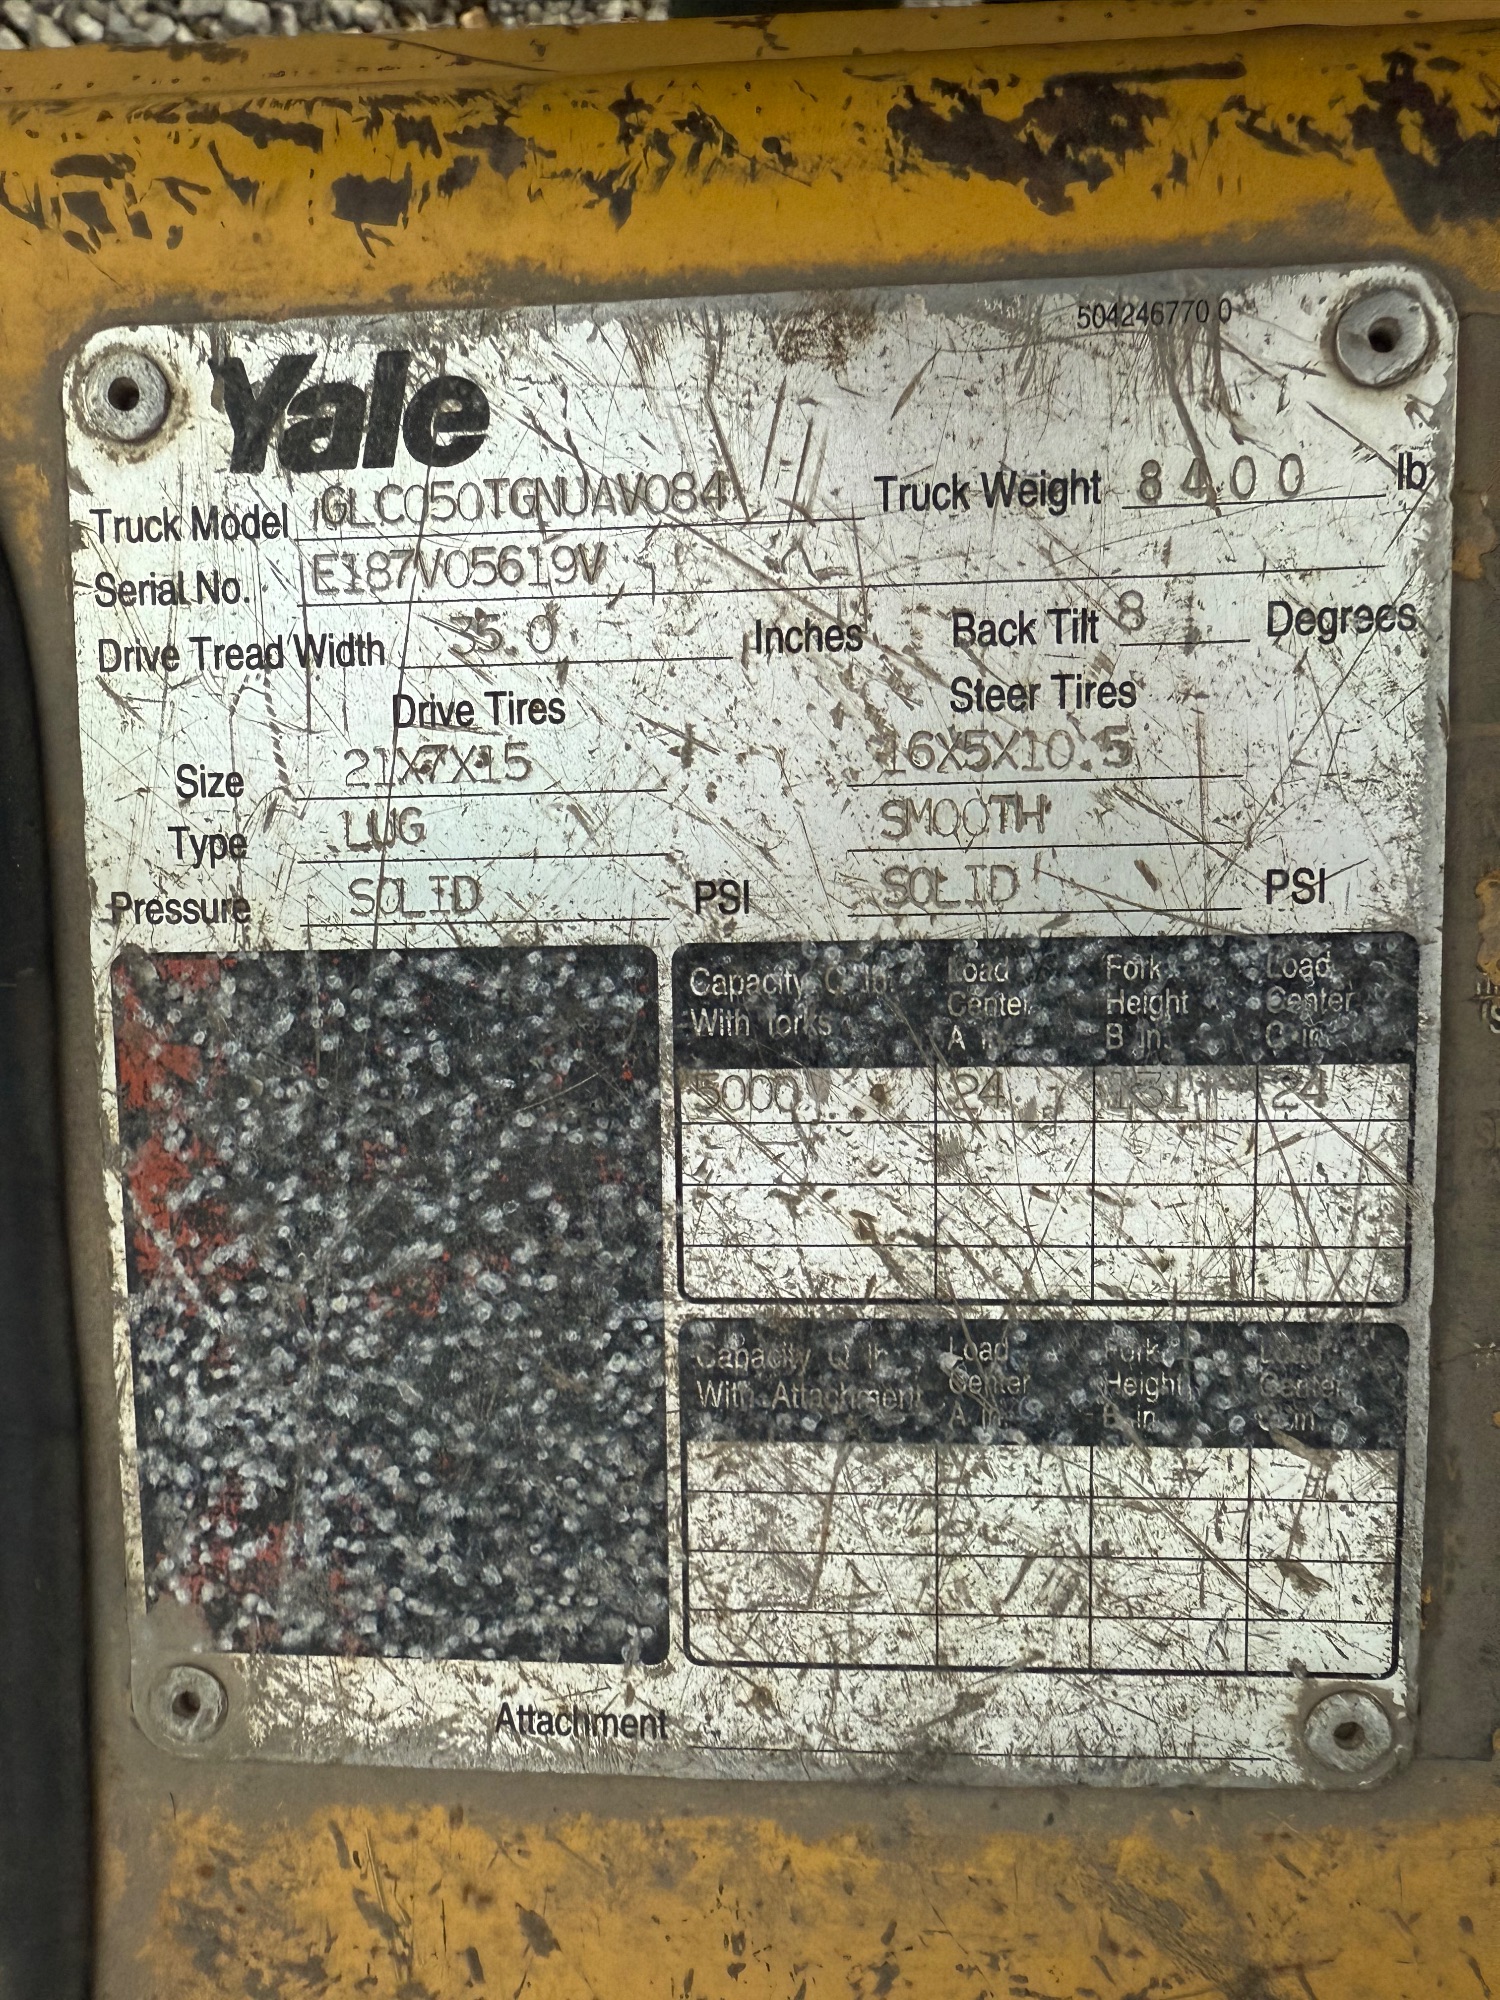 504246770 0
Yale
Truck Model GLC050TGNUAV084 Truck Weight 8400 lb
Serial No. E187V05619V
Drive Tread Width 35.0 Inches Back Tilt 8 Degrees
Drive Tires Steer Tires
Size 21X7X15 16X5X10.5
Type LUG SMOOTH
Pressure SOLID PSI SOLID PSI
Capacity Q lb. Load Fork Load
With forks Center Height Center
A in. B in. C in.
5000 24 131 24
Capacity Q lb. Load Fork Load
With Attachment Center Height Center
A in. B in. C in.
Attachment